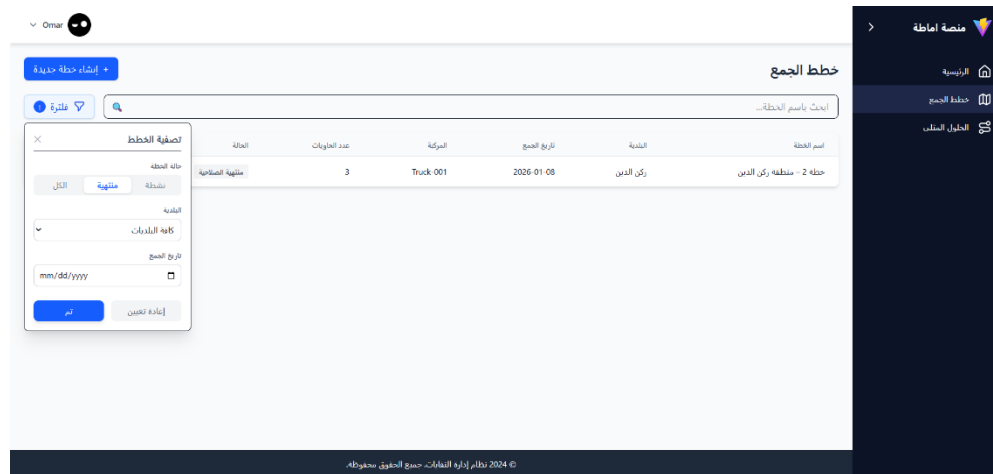 Omar
منصة اماطة
الرئيسية
خطط الجمع
الحلول المثلى
خطط الجمع
+ إنشاء خطة جديدة
ابحث باسم الخطة...
فلترة 1
اسم الخطة البلدية تاريخ الجمع المركبة عدد الحاويات الحالة
خطة 2 – منطقة ركن الدين ركن الدين 2026-01-08 Truck-001 3 منتهية الصلاحية
تصفية الخطط
حالة الخطة
نشطة منتهية الكل
البلدية
كافة البلديات
تاريخ الجمع
mm/dd/yyyy
إعادة تعيين تم
© 2024 نظام إدارة النفايات. جميع الحقوق محفوظة.